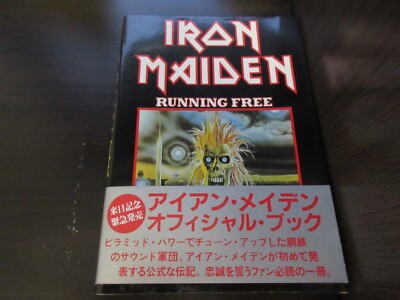 IRON
MAIDEN
RUNNING FREE
来日記念
緊急発売
アイアン・メイデン
オフィシャル・ブック
ピラミッド・パワーでチューン・アップした鋼鉄
のサウンド軍団、アイアン・メイデンが初めて発
表する公式な伝記。忠誠を誓うファン必読の一冊。